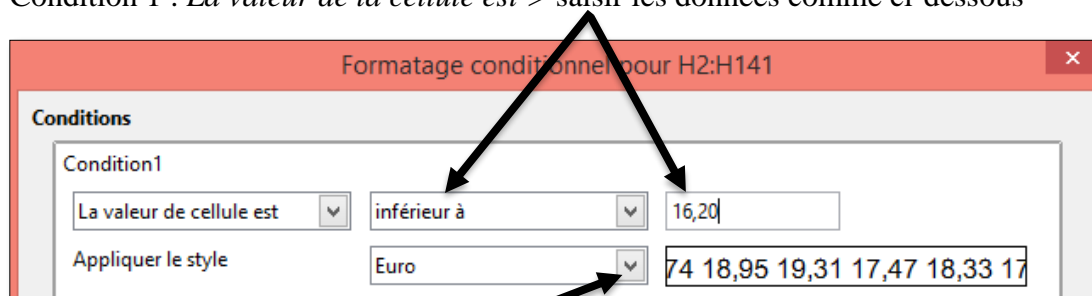 Condition 1 : La valeur de la cellule est > saisir les données comme ci-dessous
Formatage conditionnel pour H2:H141
Conditions
Condition1
La valeur de cellule est inférieur à 16,20
Appliquer le style Euro 74 18,95 19,31 17,47 18,33 17